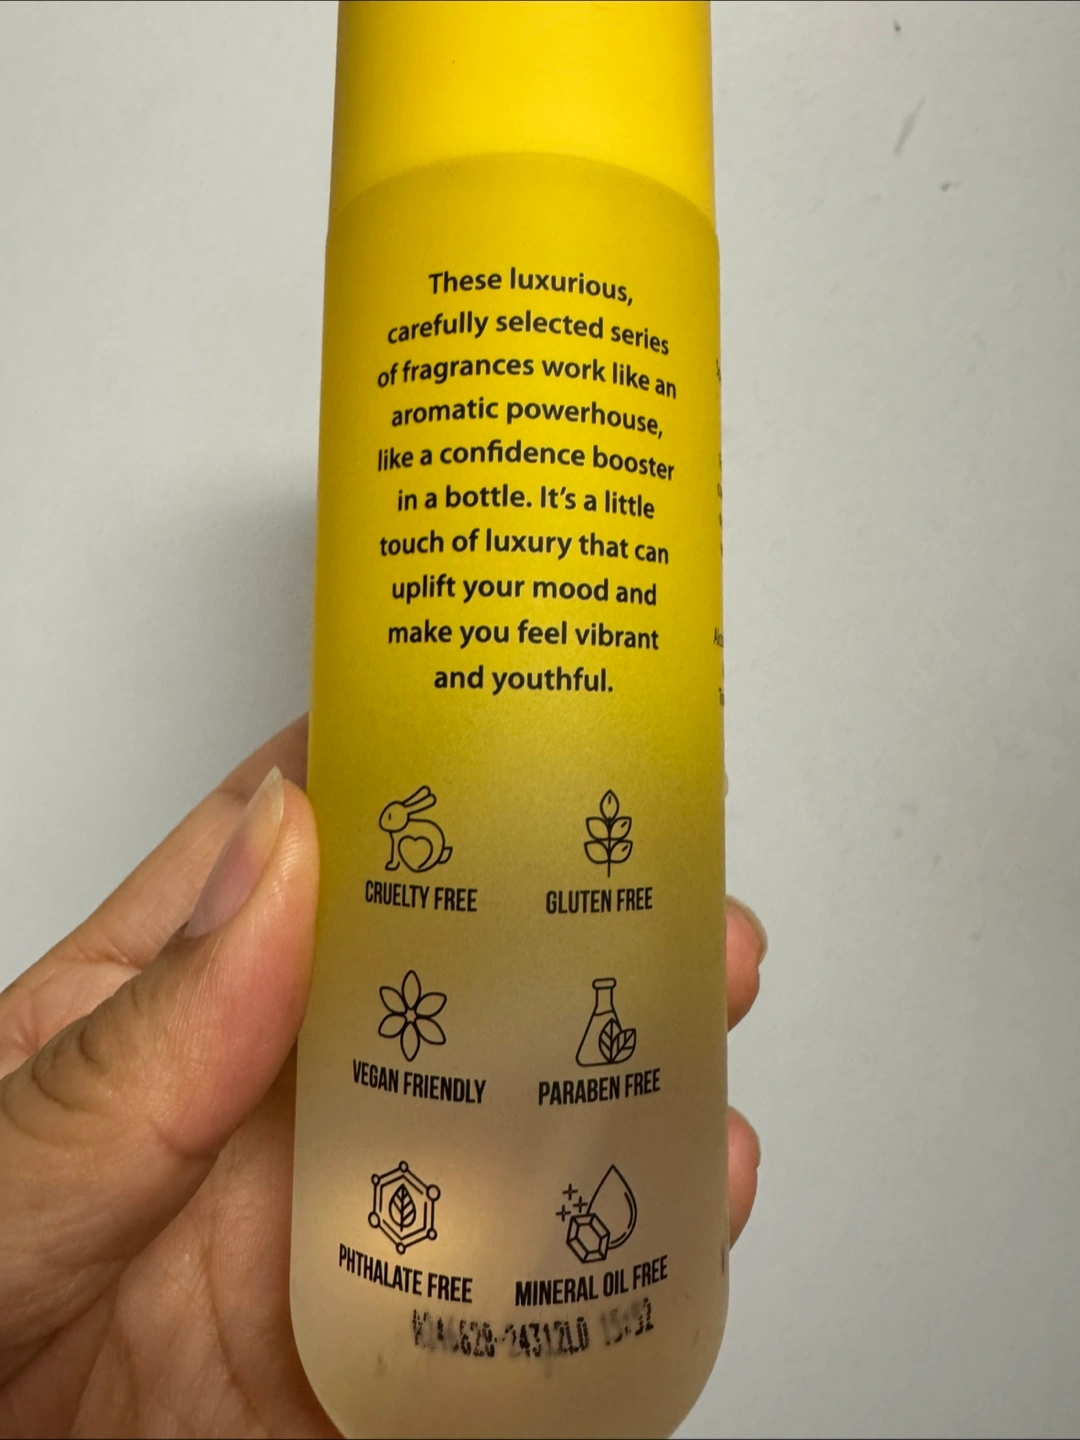 These luxurious,
carefully selected series
of fragrances work like an
aromatic powerhouse,
like a confidence booster
in a bottle. It's a little
touch of luxury that can
uplift your mood and
make you feel vibrant
and youthful.
CRUELTY FREE
GLUTEN FREE
VEGAN FRIENDLY
PARABEN FREE
PHTHALATE FREE
MINERAL OIL FREE